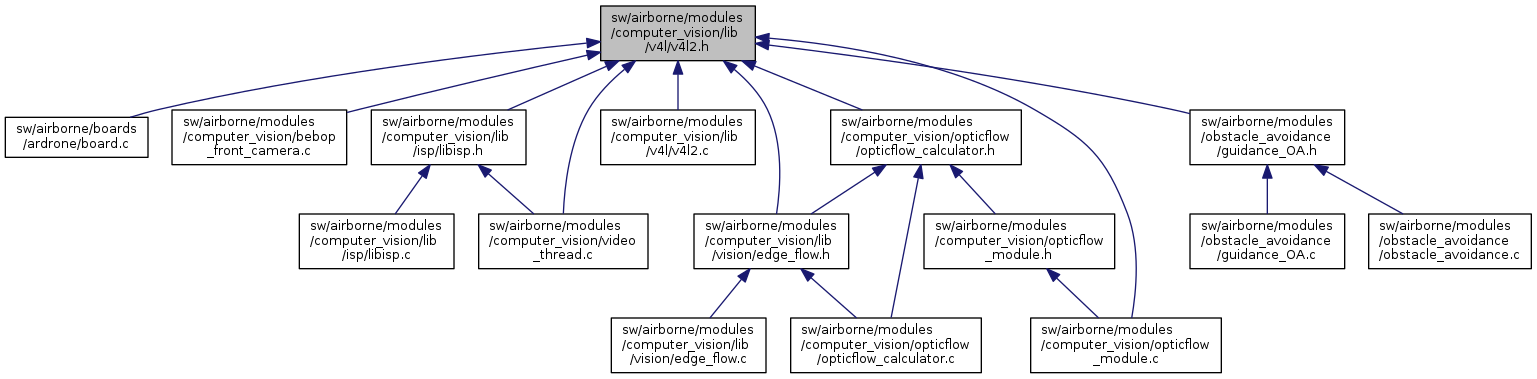 sw/airborne/modules
/computer_vision/lib
/v4l/v4l2.h
sw/airborne/boards
/ardrone/board.c
sw/airborne/modules
/computer_vision/bebop
_front_camera.c
sw/airborne/modules
/computer_vision/lib
/isp/libisp.h
sw/airborne/modules
/computer_vision/lib
/v4l/v4l2.c
sw/airborne/modules
/computer_vision/opticflow
/opticflow_calculator.h
sw/airborne/modules
/obstacle_avoidance
/guidance_OA.h
sw/airborne/modules
/computer_vision/lib
/isp/libisp.c
sw/airborne/modules
/computer_vision/video
_thread.c
sw/airborne/modules
/computer_vision/lib
/vision/edge_flow.h
sw/airborne/modules
/computer_vision/opticflow
_module.h
sw/airborne/modules
/obstacle_avoidance
/guidance_OA.c
sw/airborne/modules
/obstacle_avoidance
/obstacle_avoidance.c
sw/airborne/modules
/computer_vision/lib
/vision/edge_flow.c
sw/airborne/modules
/computer_vision/opticflow
/opticflow_calculator.c
sw/airborne/modules
/computer_vision/opticflow
_module.c